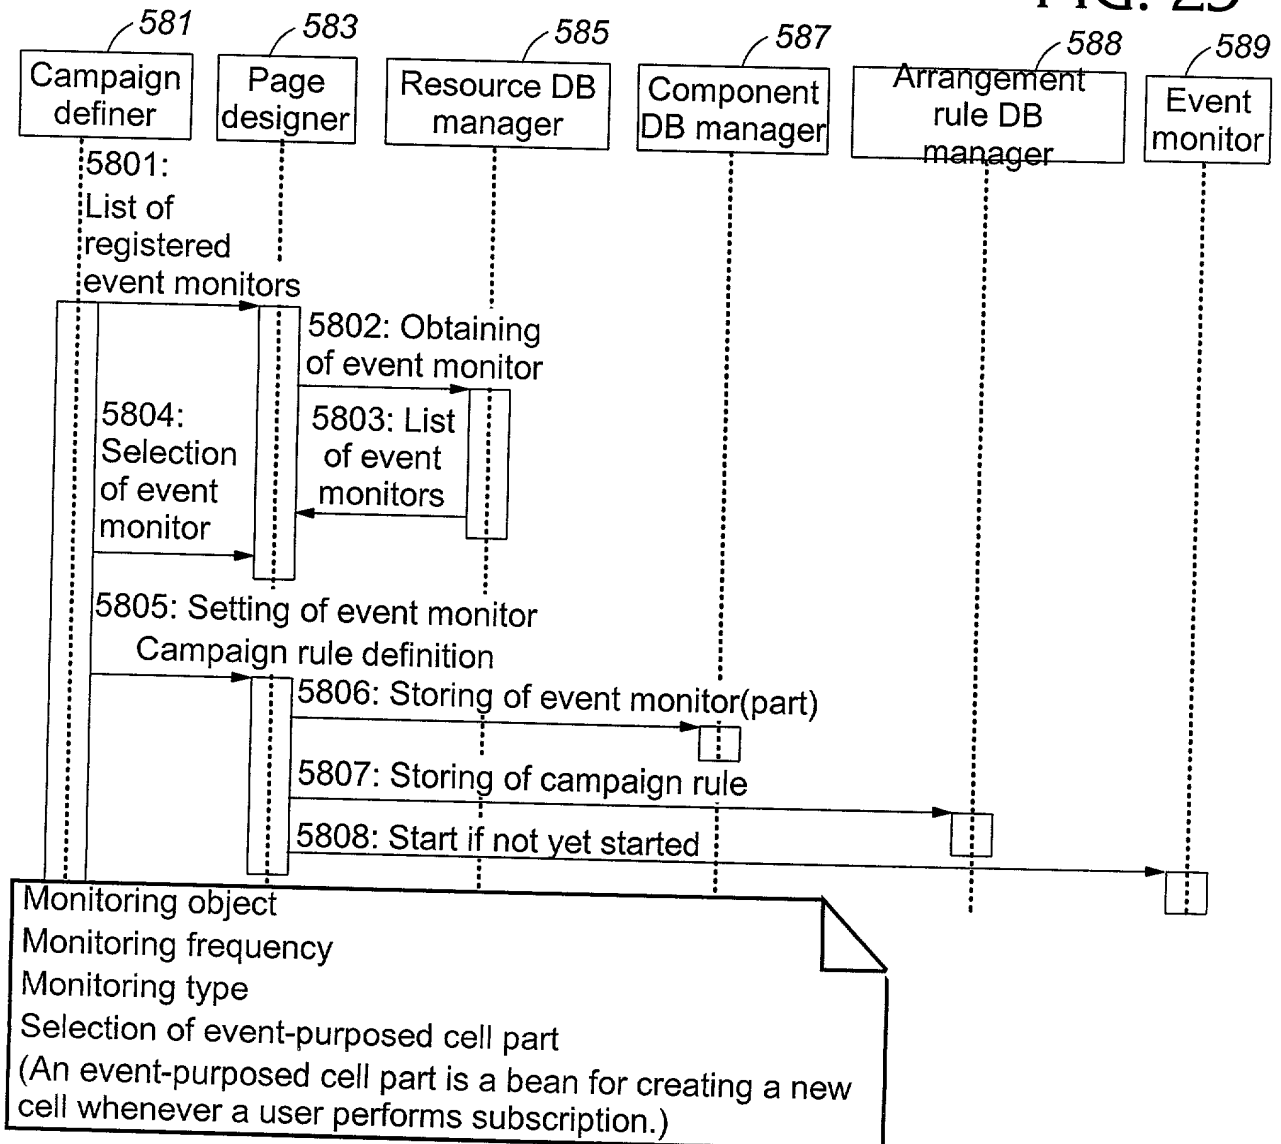 FIG. 25
581
583
585
587
588
589
Campaign
definer
Page
designer
Resource DB
manager
Component
DB manager
Arrangement
rule DB
manager
Event
monitor
5801:
List of
registered
event monitors
5802: Obtaining
of event monitor
5803: List
of event
monitors
5804:
Selection
of event
monitor
5805: Setting of event monitor
Campaign rule definition
5806: Storing of event monitor(part)
5807: Storing of campaign rule
5808: Start if not yet started
Monitoring object
Monitoring frequency
Monitoring type
Selection of event-purposed cell part
(An event-purposed cell part is a bean for creating a new
cell whenever a user performs subscription.)